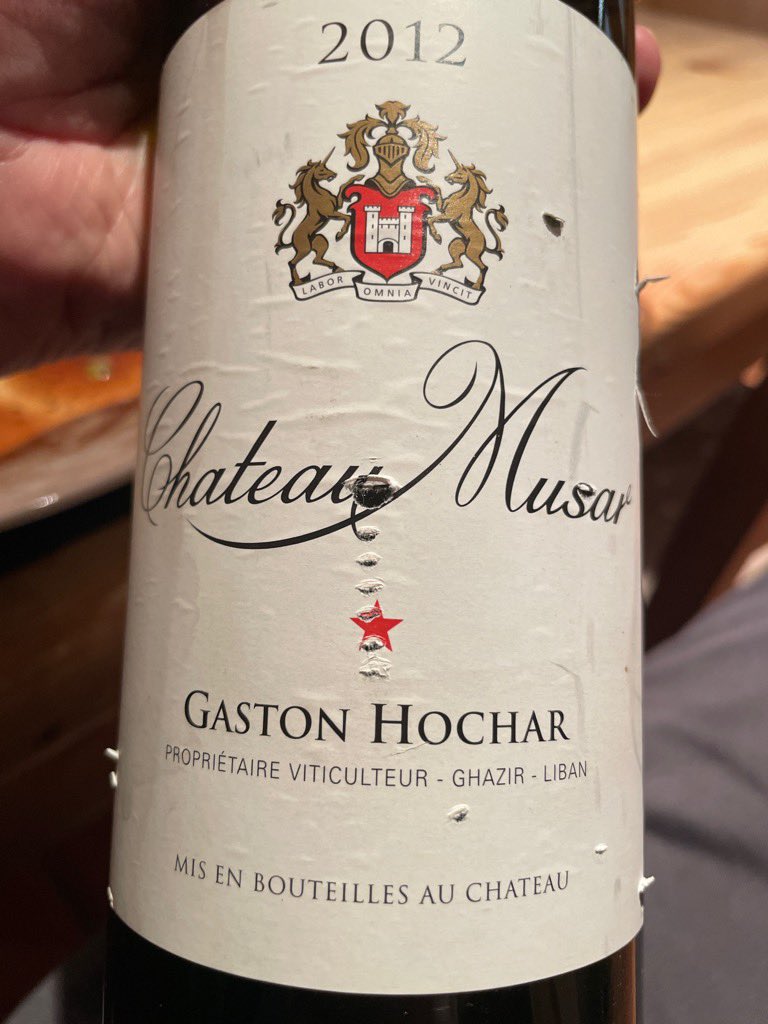 2012
LABOR OMNIA VINCIT
Chateau Musar
GASTON HOCHAR
PROPRIÉTAIRE VITICULTEUR - GHAZIR - LIBAN
MIS EN BOUTEILLES AU CHATEAU